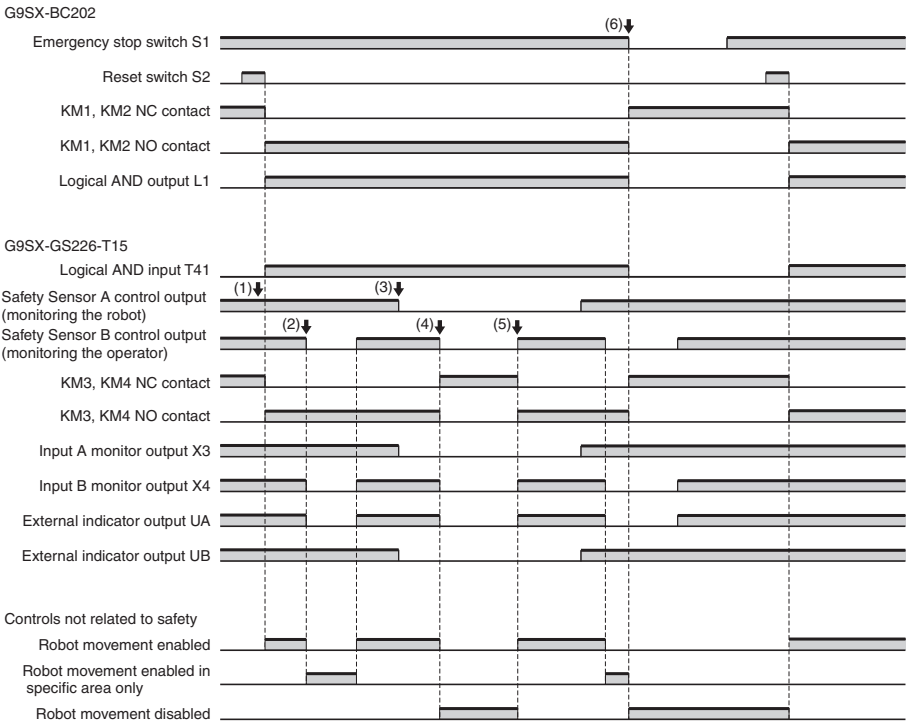 G9SX-BC202
(6)
Emergency stop switch S1
Reset switch S2
KM1, KM2 NC contact
KM1, KM2 NO contact
Logical AND output L1
G9SX-GS226-T15
Logical AND input T41
(1)
(3)
Safety Sensor A control output
(monitoring the robot)
(2)
(4)
(5)
Safety Sensor B control output
(monitoring the operator)
KM3, KM4 NC contact
KM3, KM4 NO contact
Input A monitor output X3
Input B monitor output X4
External indicator output UA
External indicator output UB
Controls not related to safety
Robot movement enabled
Robot movement enabled in
specific area only
Robot movement disabled